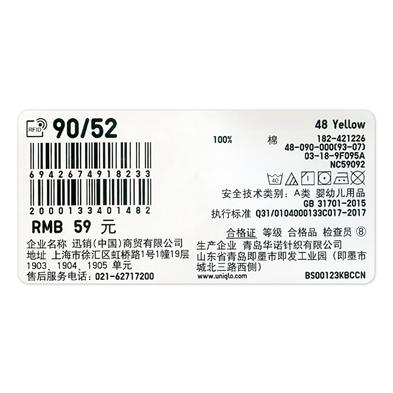 RFID
90/52
48 Yellow
100% 棉
182-421226
48-090-000(93-07)
03-18-9F095A
NC59092
40
6942679493824
2000734014827
安全技术类别: A类 婴幼儿用品
GB 31701-2015
执行标准 Q31/0104000133C017-2017
RMB 59 元
合格证 等级 合格品 检查员 ⑧
企业名称 迅销(中国)商贸有限公司
地址 上海市徐汇区虹桥路1号1幢19层
1903, 1904, 1905 单元
售后服务电话:021-62717200
生产企业 青岛华诺针织有限公司
山东省青岛即墨市即发工业园 (即墨市
城北三路西侧)
www.uniqlo.com
BS00123KBCCN